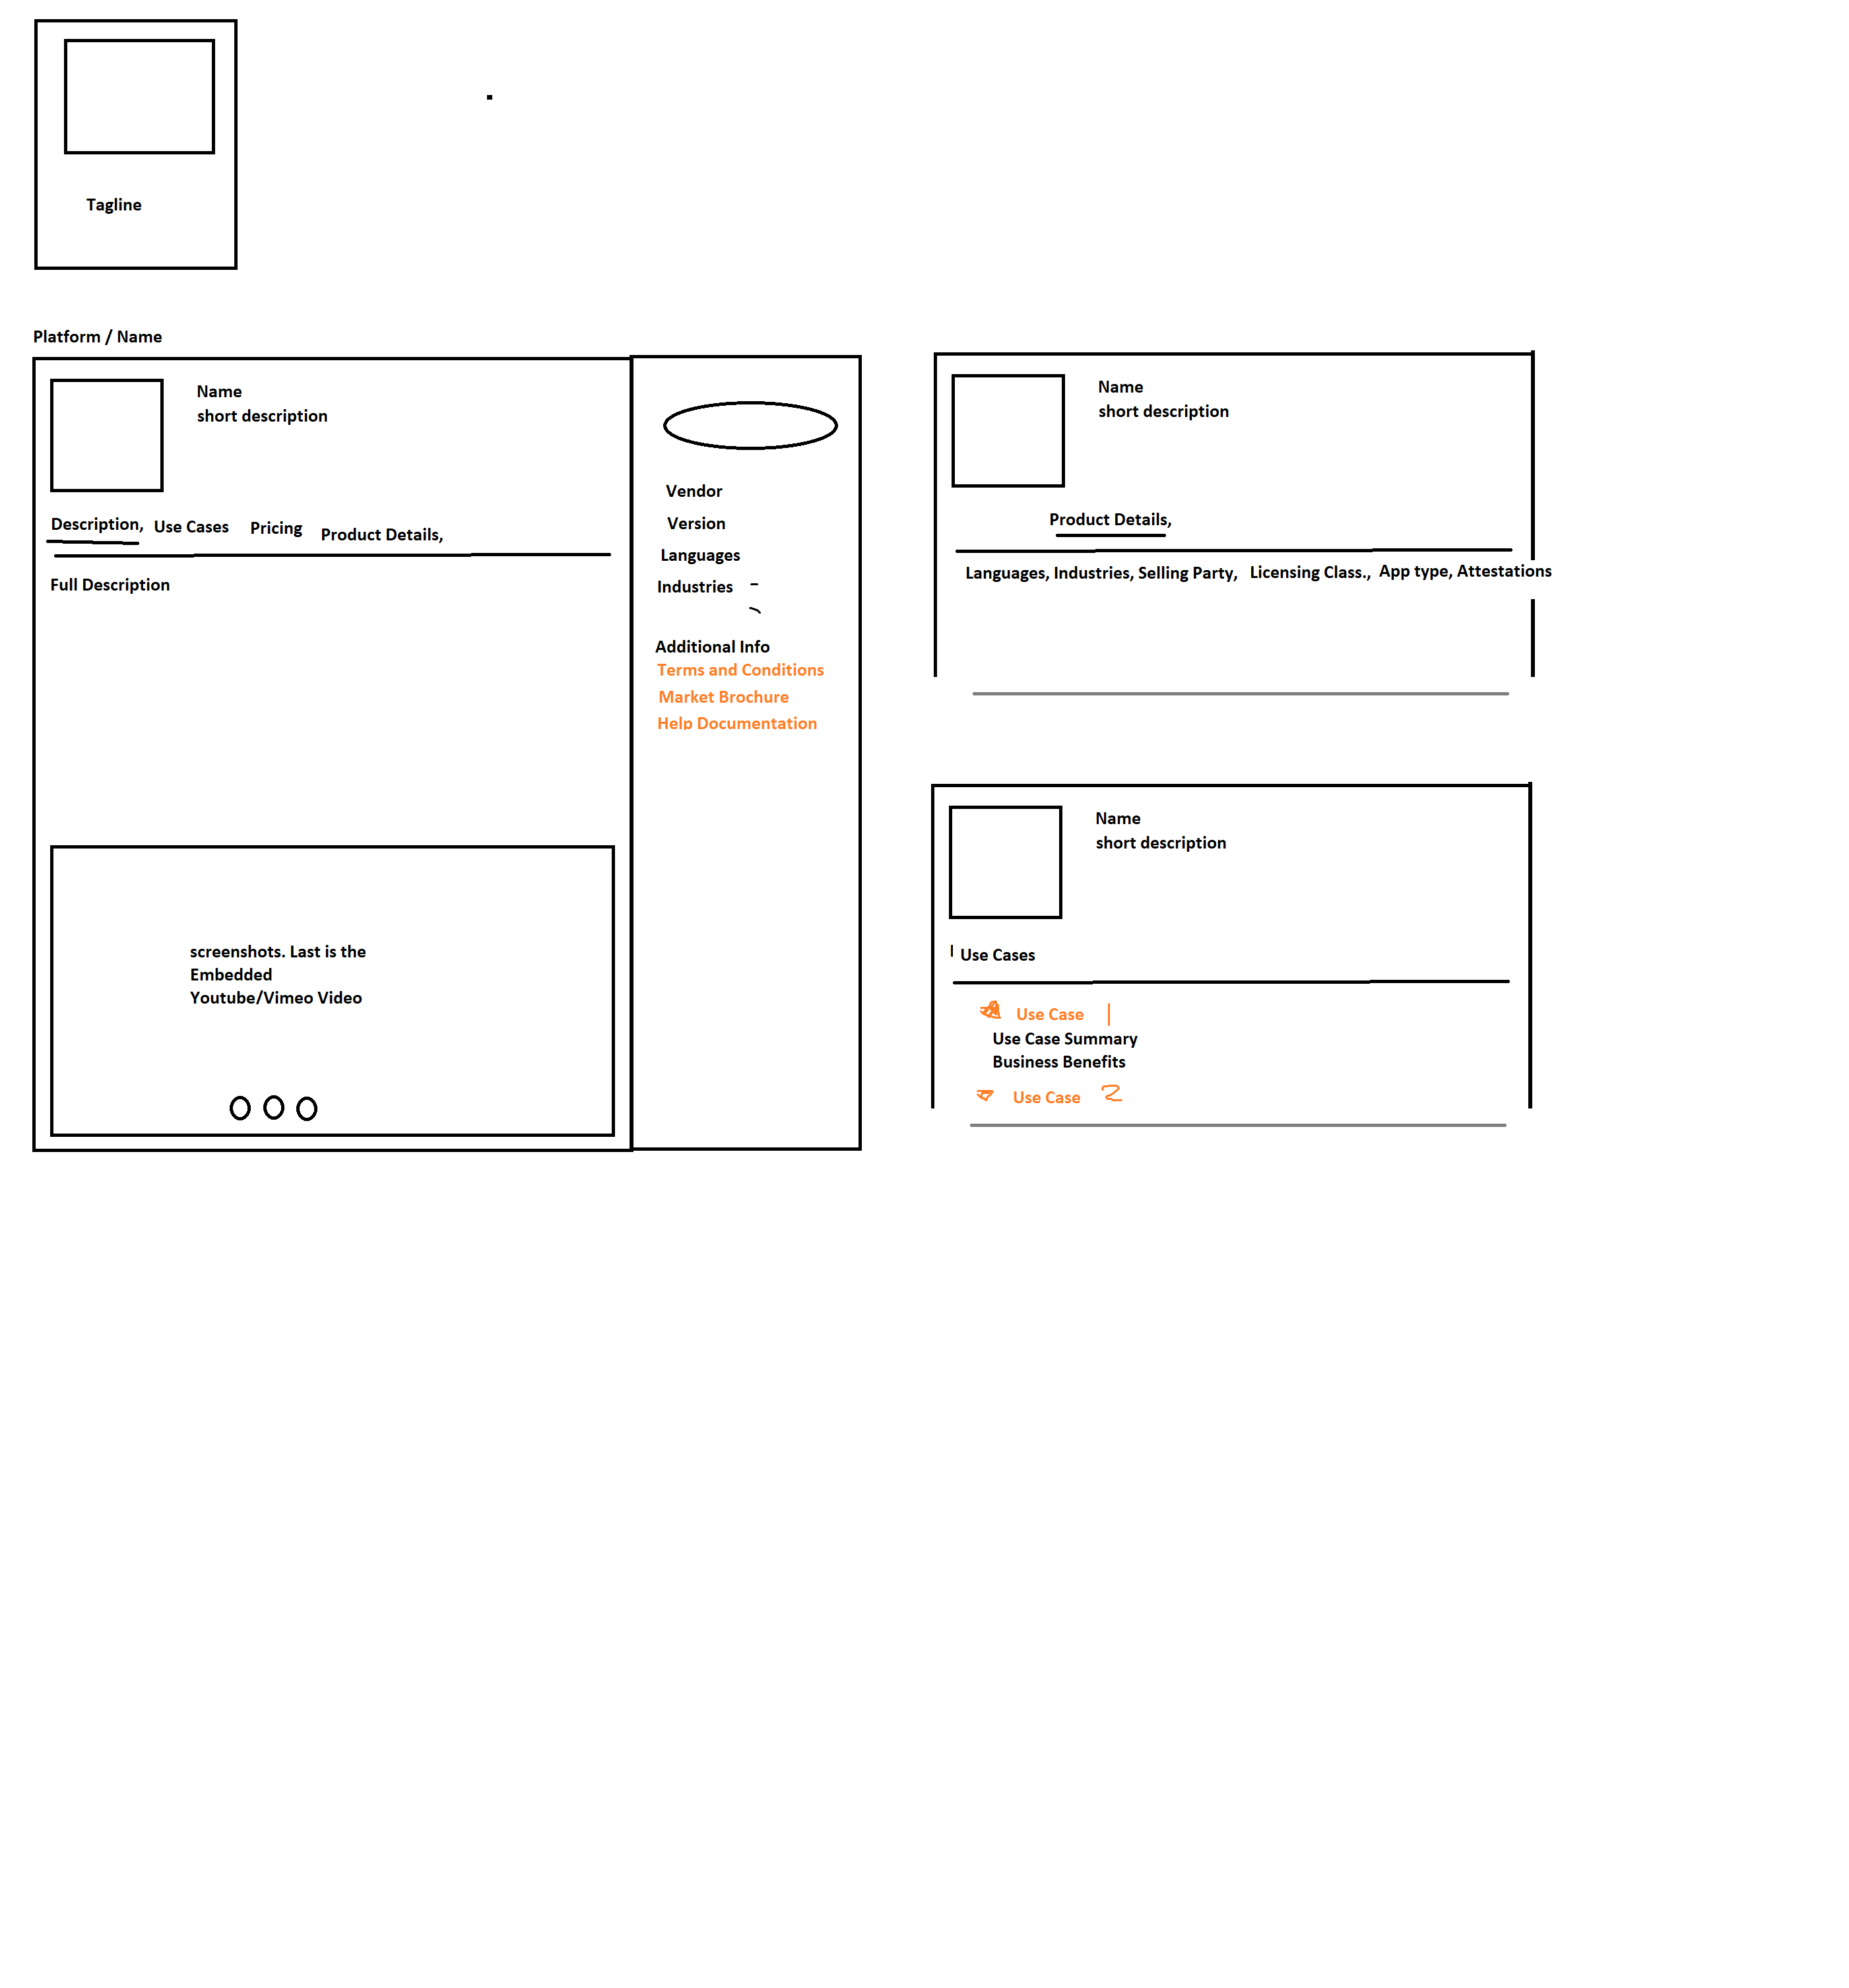 Tagline
Platform / Name
Name
short description
Description, Use Cases Pricing Product Details,
Full Description
screenshots. Last is the
Embedded
Youtube/Vimeo Video
Vendor
Version
Languages
Industries -
Additional Info
Terms and Conditions
Market Brochure
Help Documentation
Name
short description
Product Details,
Languages, Industries, Selling Party, Licensing Class., App type, Attestations
Name
short description
Use Cases
Use Case |
Use Case Summary
Business Benefits
Use Case 2